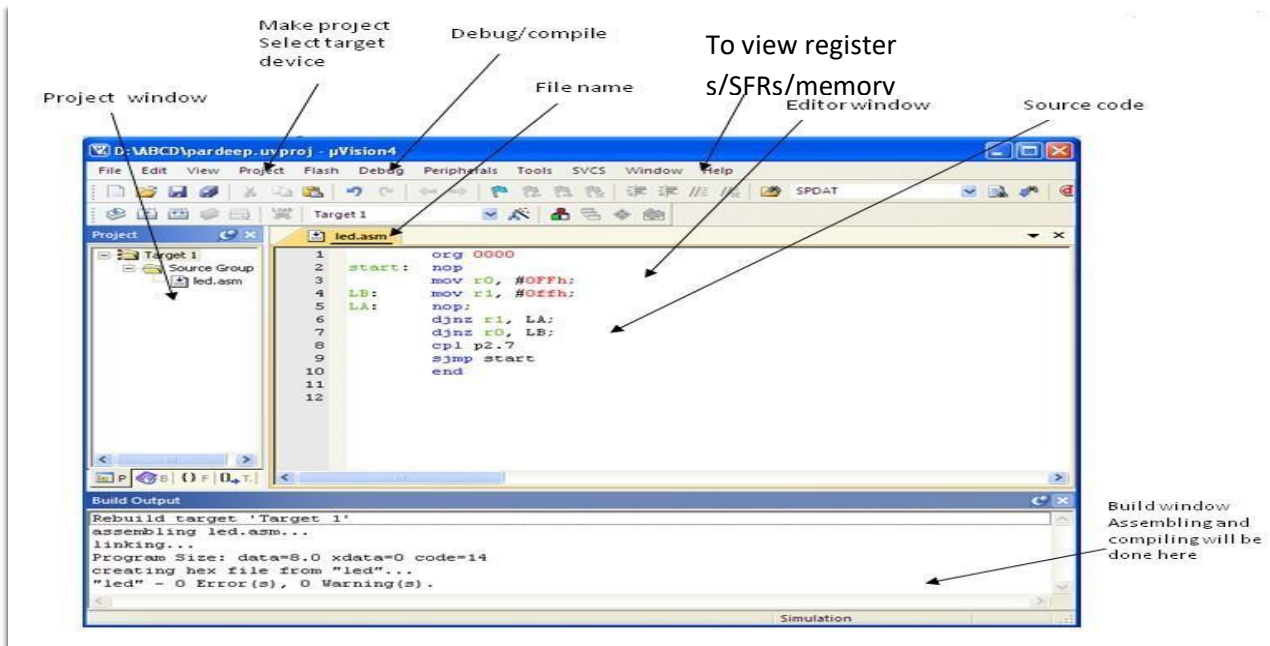 Make project
Select target
device
Debug/compile
To view register
s/SFRs/memory
Project window
File name
Editor window
Source code
D:\ABCD\pardeep.uvproj - µVision4
File Edit View Project Flash Debug Peripherals Tools SVCS Window Help
SPDAT
Target 1
Project
led.asm
Target 1
Source Group
led.asm
1 org 0000
2 start: nop
3 mov r0, #0FFh;
4 LB: mov r1, #0ffh;
5 LA: nop;
6 djnz r1, LA;
7 djnz r0, LB;
8 cpl p2.7
9 sjmp start
10 end
11
12
P B {} F 0 T.
Build Output
Rebuild target 'Target 1'
assembling led.asm...
linking...
Program Size: data=8.0 xdata=0 code=14
creating hex file from "led"...
"led" - 0 Error(s), 0 Warning(s).
Simulation
Build window
Assembling and
compiling will be
done here